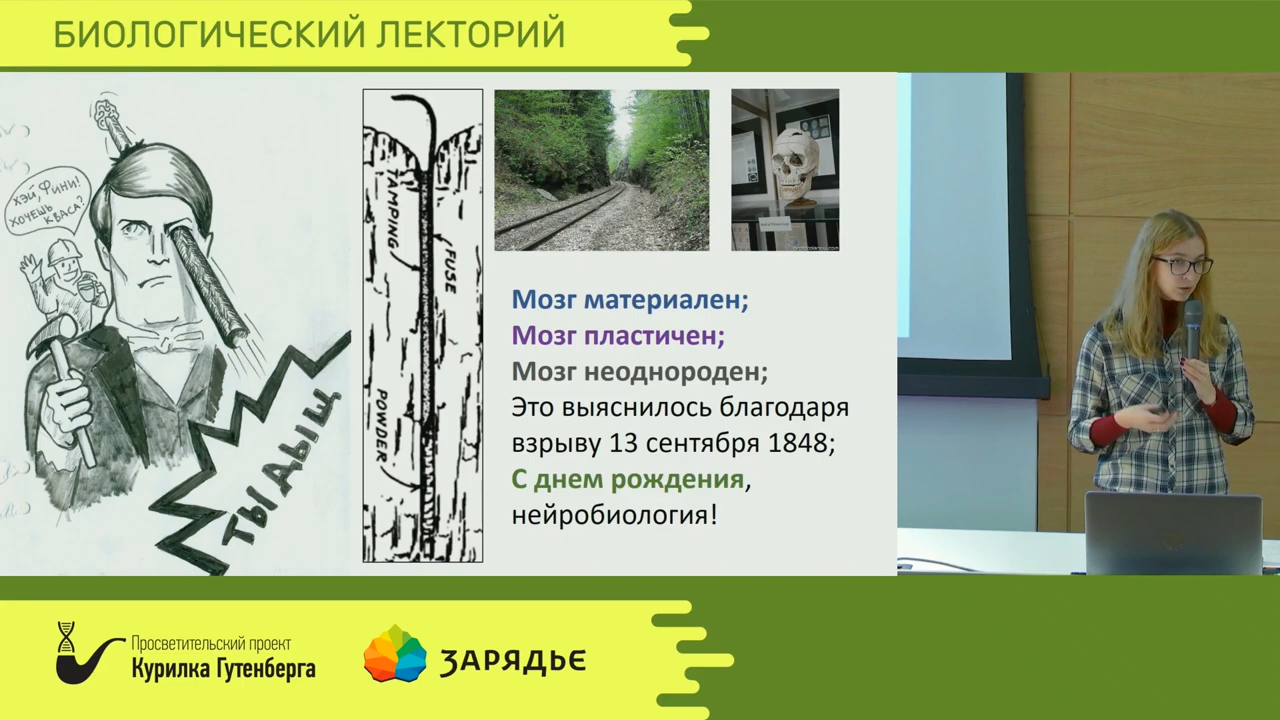 БИОЛОГИЧЕСКИЙ ЛЕКТОРИЙ
ХЭЙ, ФИНИ!
ХОЧЕШЬ
КВАСА?
ТЫДЫЩ
TAMPING
FUSE
POWDER
Мозг материален;
Мозг пластичен;
Мозг неоднороден;
Это выяснилось благодаря
взрыву 13 сентября 1848;
С днем рождения,
нейробиология!
Просветительский проект
Курилка Гутенберга
ЗАРЯДЬЕ